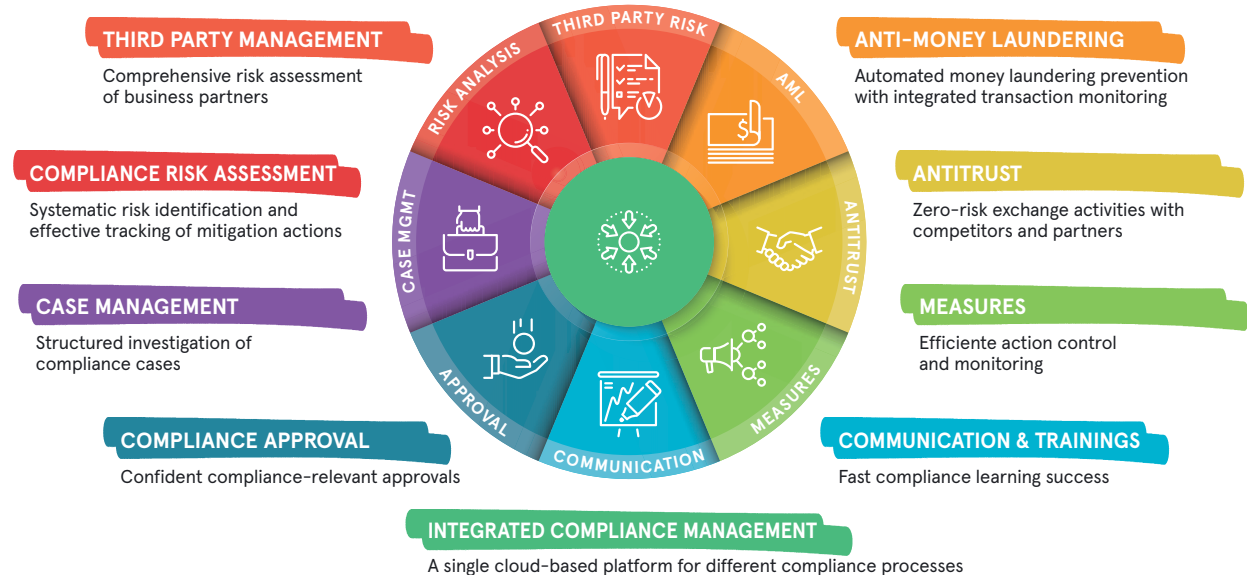 THIRD PARTY MANAGEMENT
Comprehensive risk assessment
of business partners
COMPLIANCE RISK ASSESSMENT
Systematic risk identification and
effective tracking of mitigation actions
CASE MANAGEMENT
Structured investigation of
compliance cases
COMPLIANCE APPROVAL
Confident compliance-relevant approvals
THIRD PARTY RISK
AML
$
ANTITRUST
MEASURES
COMMUNICATION
APPROVAL
CASE MGMT
RISK ANALYSIS
ANTI-MONEY LAUNDERING
Automated money laundering prevention
with integrated transaction monitoring
ANTITRUST
Zero-risk exchange activities with
competitors and partners
MEASURES
Efficiente action control
and monitoring
COMMUNICATION & TRAININGS
Fast compliance learning success
INTEGRATED COMPLIANCE MANAGEMENT
A single cloud-based platform for different compliance processes